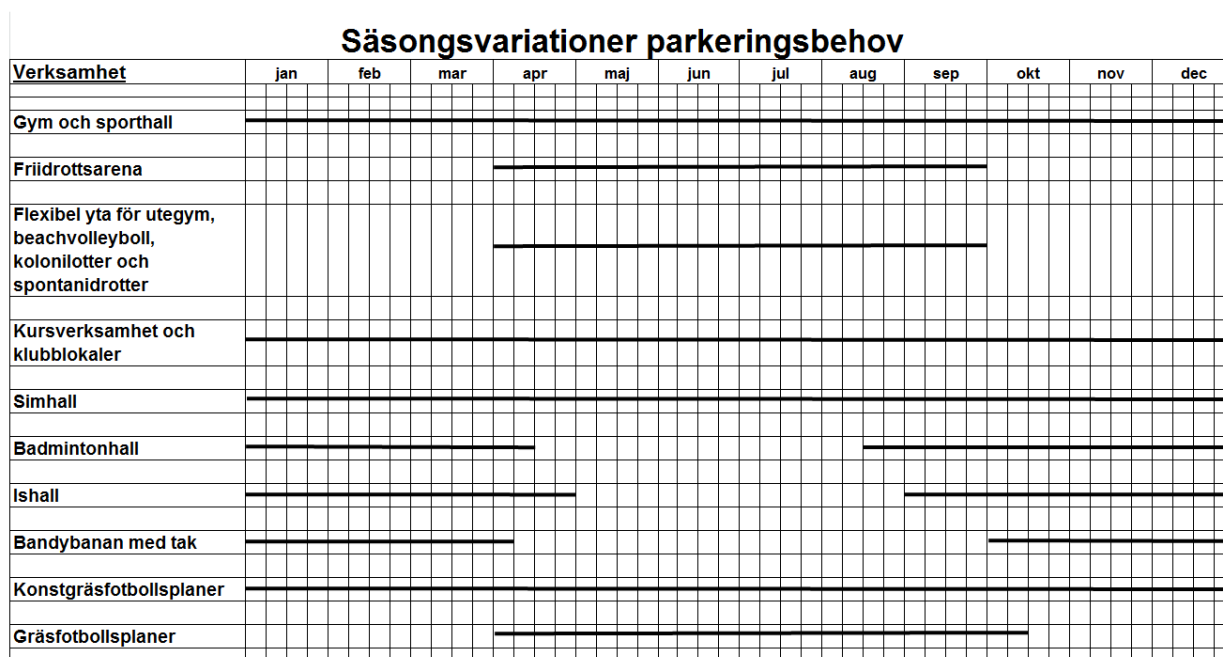 Säsongsvariationer parkeringsbehov
Verksamhet jan feb mar apr maj jun jul aug sep okt nov dec
Gym och sporthall
Friidrottsarena
Flexibel yta för utegym,
beachvolleyboll,
kolonilotter och
spontanidrotter
Kursverksamhet och
klubblokaler
Simhall
Badmintonhall
Ishall
Bandybanan med tak
Konstgräsfotbollsplaner
Gräsfotbollsplaner